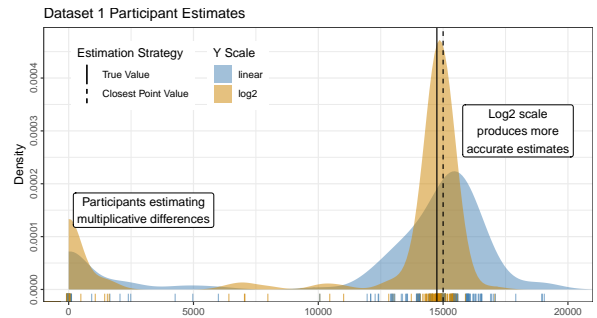 Dataset 1 Participant Estimates
Estimation Strategy
True Value
Closest Point Value
Y Scale
linear
log2
Log2 scale
produces more
accurate estimates
Participants estimating
multiplicative differences
Density
0.0004
0.0003
0.0002
0.0001
0.0000
0
5000
10000
15000
20000